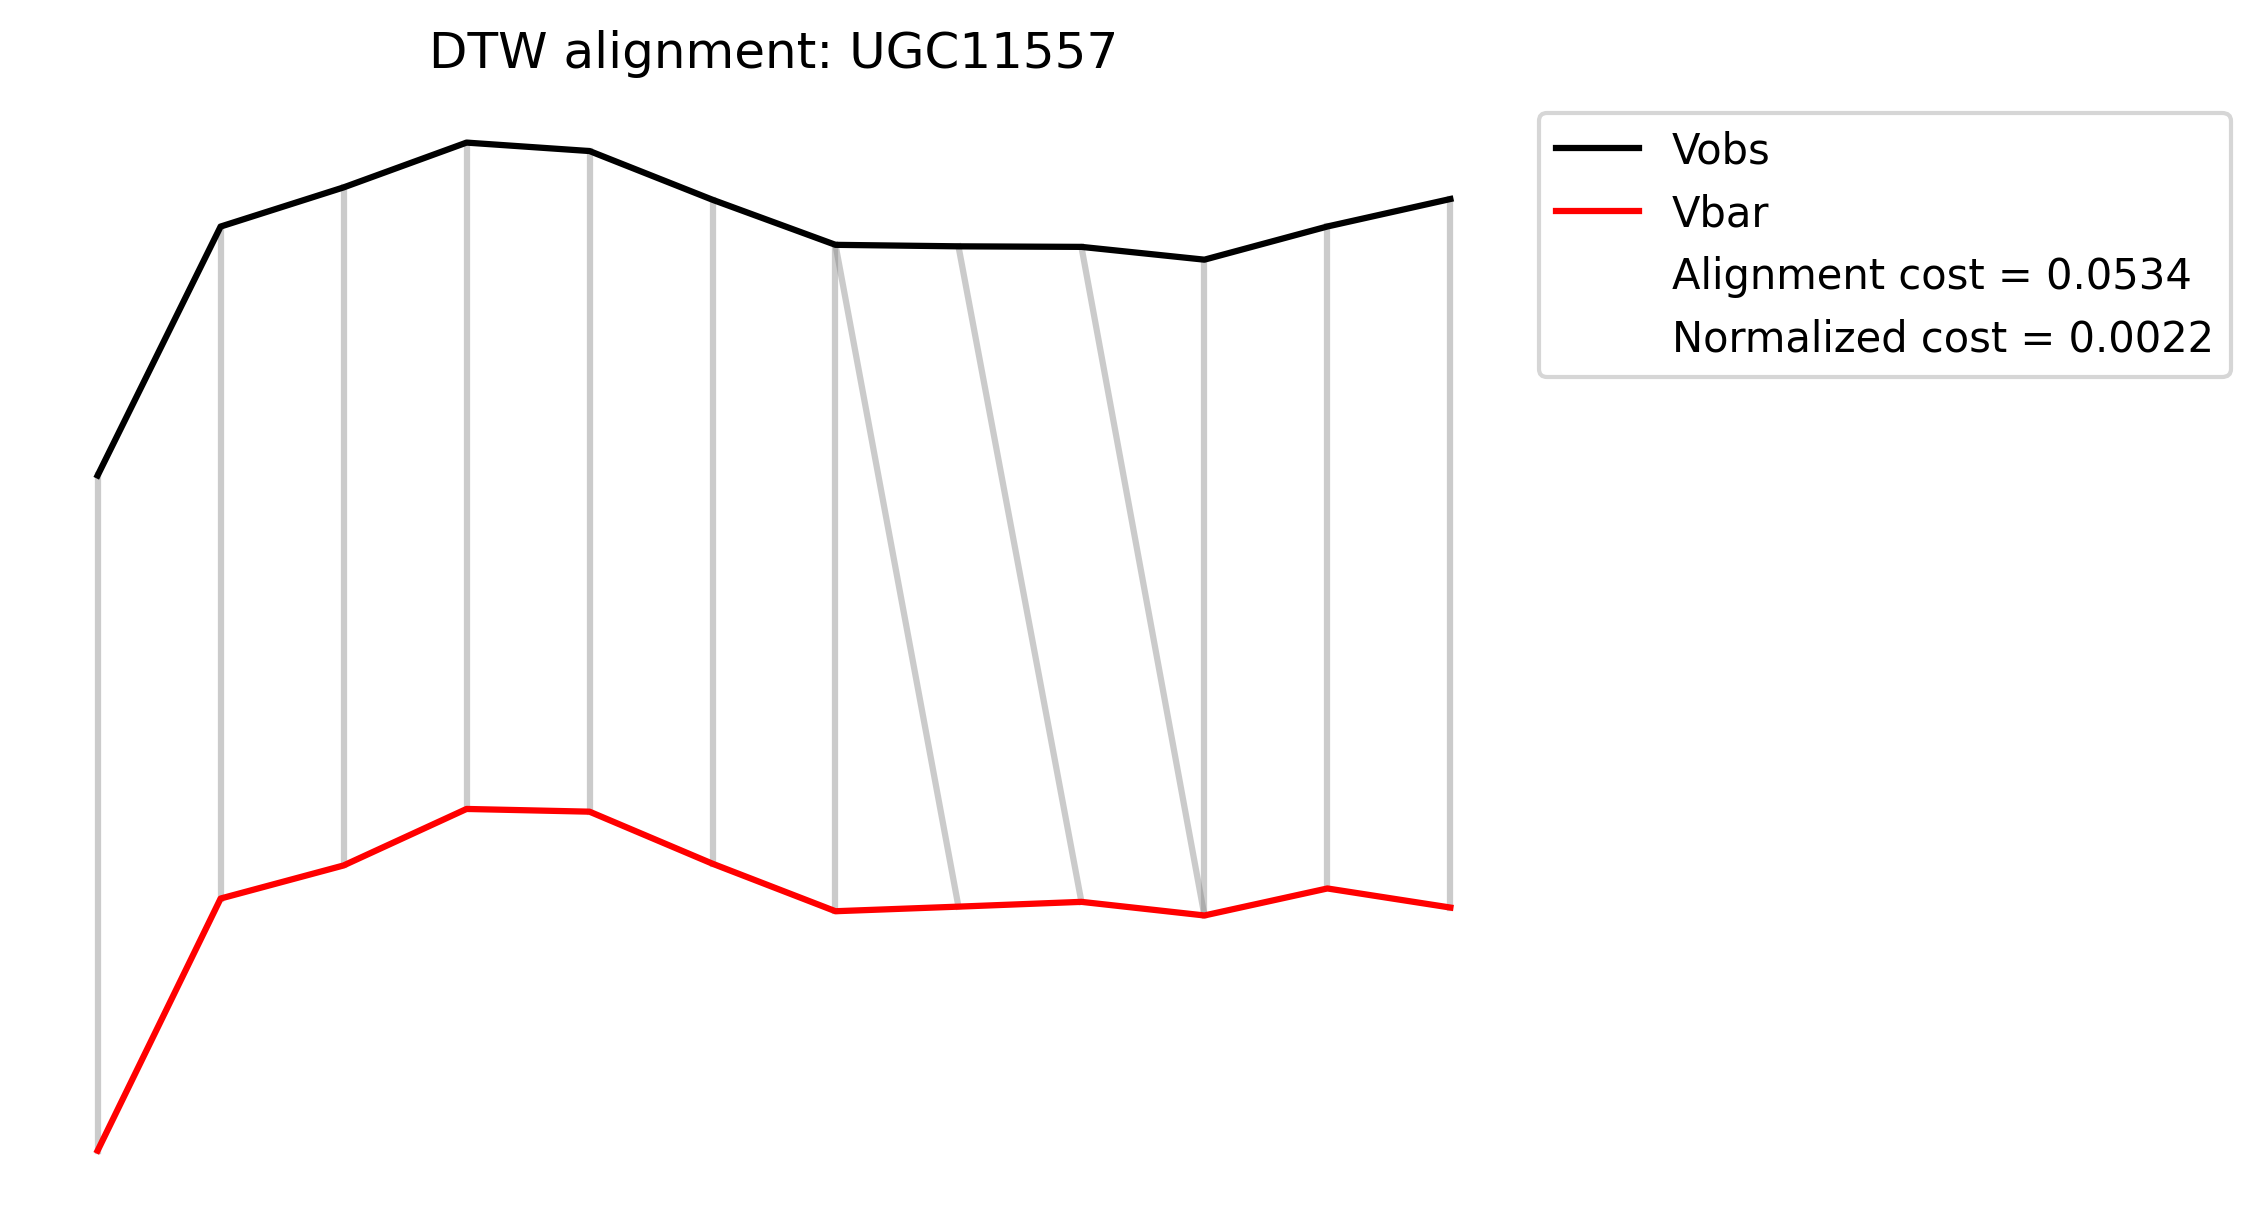 DTW alignment: UGC11557
Vobs
Vbar
Alignment cost = 0.0534
Normalized cost = 0.0022